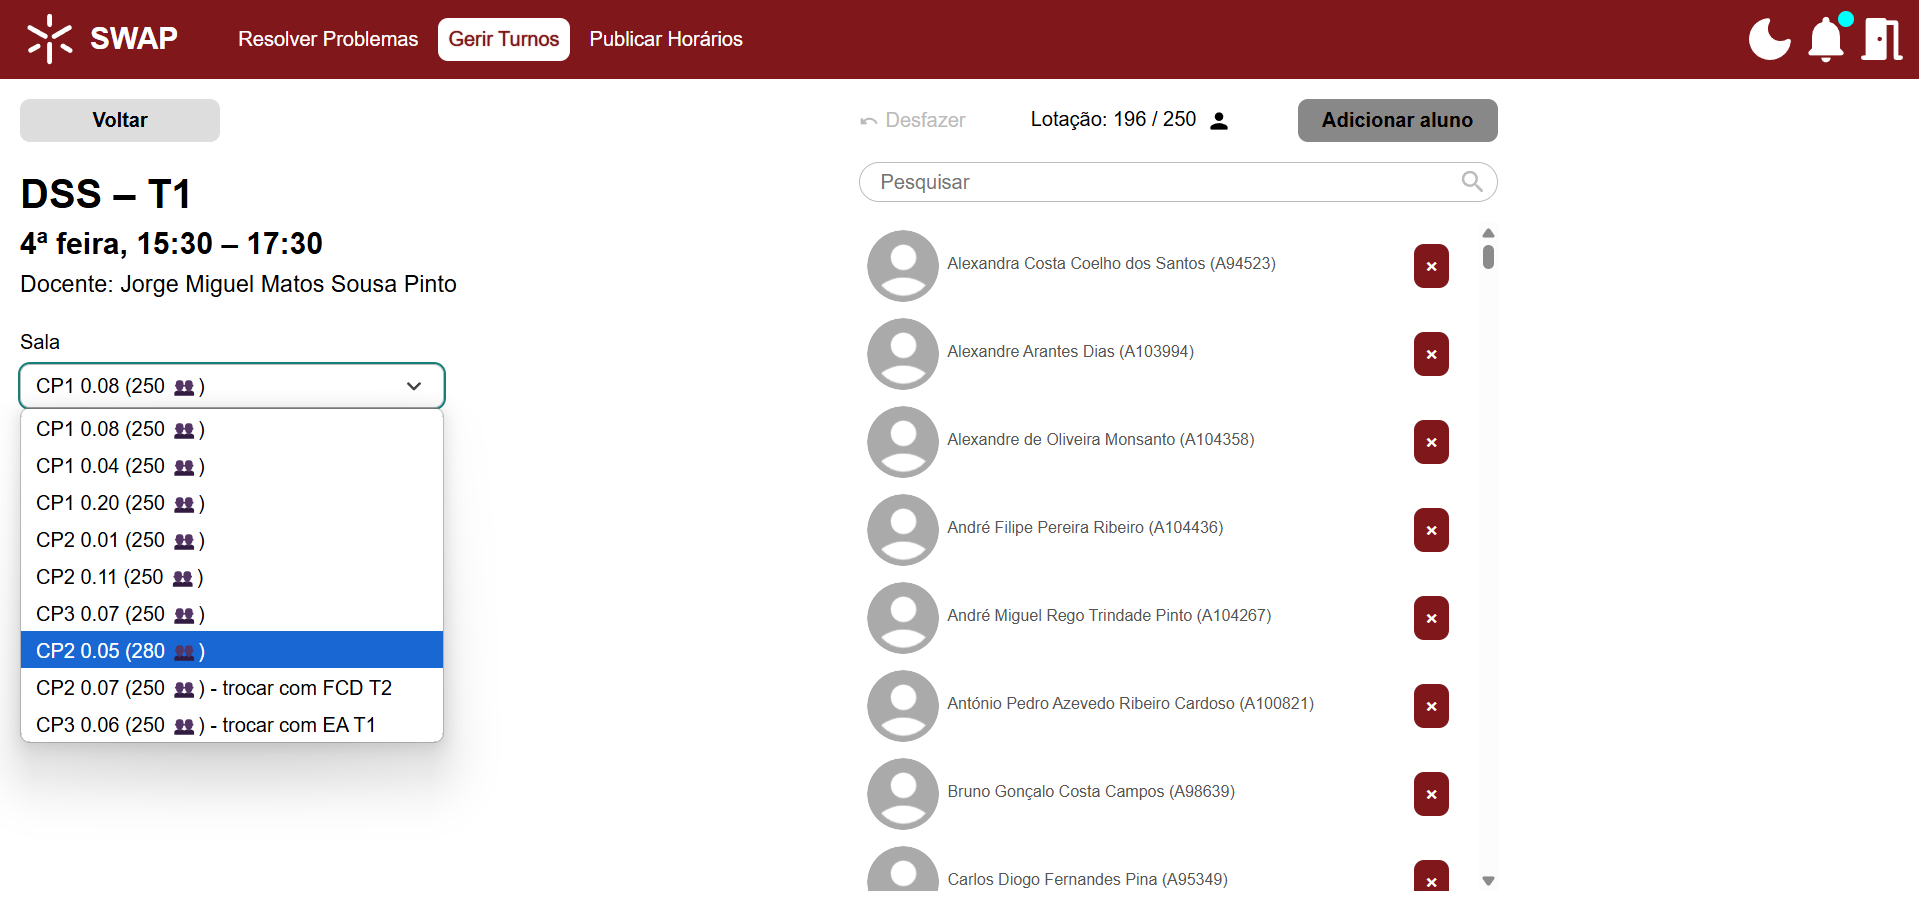 SWAP
Resolver Problemas
Gerir Turnos
Publicar Horários
Voltar
DSS – T1
4ª feira, 15:30 – 17:30
Docente: Jorge Miguel Matos Sousa Pinto
Sala
CP1 0.08 (250 👥)
CP1 0.08 (250 👥)
CP1 0.04 (250 👥)
CP1 0.20 (250 👥)
CP2 0.01 (250 👥)
CP2 0.11 (250 👥)
CP3 0.07 (250 👥)
CP2 0.05 (280 👥)
CP2 0.07 (250 👥) - trocar com FCD T2
CP3 0.06 (250 👥) - trocar com EA T1
Desfazer
Lotação: 196 / 250
Adicionar aluno
Pesquisar
Alexandra Costa Coelho dos Santos (A94523)
Alexandre Arantes Dias (A103994)
Alexandre de Oliveira Monsanto (A104358)
André Filipe Pereira Ribeiro (A104436)
André Miguel Rego Trindade Pinto (A104267)
António Pedro Azevedo Ribeiro Cardoso (A100821)
Bruno Gonçalo Costa Campos (A98639)
Carlos Diogo Fernandes Pina (A95349)